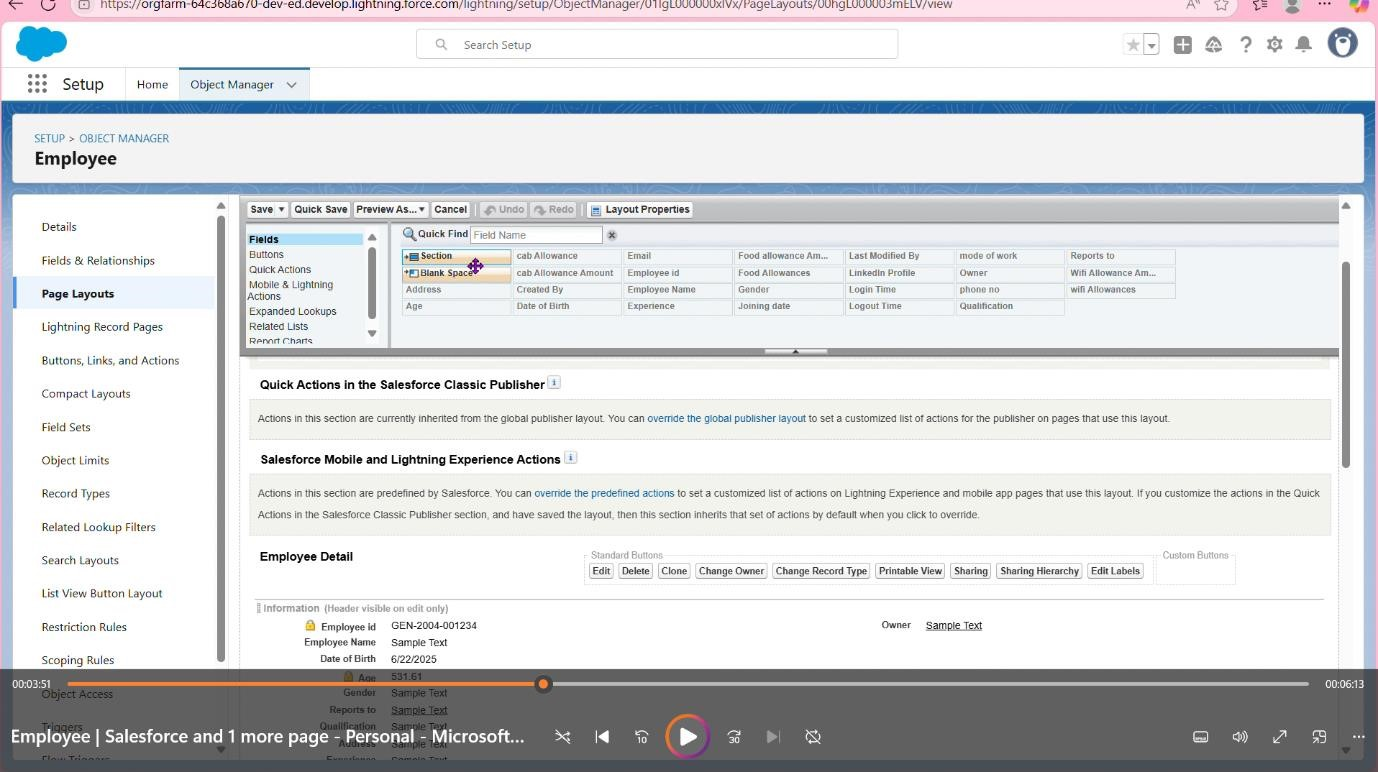 https://orgfarm-64c368a670-dev-ed.develop.lightning.force.com/lightning/setup/ObjectManager/01IgL000000xIVx/PageLayouts/00hgL000003mELV/view
Search Setup
Setup
Home
Object Manager
SETUP > OBJECT MANAGER
Employee
Details
Fields & Relationships
Page Layouts
Lightning Record Pages
Buttons, Links, and Actions
Compact Layouts
Field Sets
Object Limits
Record Types
Related Lookup Filters
Search Layouts
List View Button Layout
Restriction Rules
Scoping Rules
Object Access
Triggers
Flow Triggers
Save Quick Save Preview As... Cancel Undo Redo Layout Properties
Fields
Buttons
Quick Actions
Mobile & Lightning
Actions
Expanded Lookups
Related Lists
Report Charts
Quick Find Field Name
Section cab Allowance Email Food allowance Am... Last Modified By mode of work Reports to
Blank Space cab Allowance Amount Employee id Food Allowances LinkedIn Profile Owner Wifi Allowance Am...
Address Created By Employee Name Gender Login Time phone no wifi Allowances
Age Date of Birth Experience Joining date Logout Time Qualification
Quick Actions in the Salesforce Classic Publisher
Actions in this section are currently inherited from the global publisher layout. You can override the global publisher layout to set a customized list of actions for the publisher on pages that use this layout.
Salesforce Mobile and Lightning Experience Actions
Actions in this section are predefined by Salesforce. You can override the predefined actions to set a customized list of actions on Lightning Experience and mobile app pages that use this layout. If you customize the actions in the Quick
Actions in the Salesforce Classic Publisher section, and have saved the layout, then this section inherits that set of actions by default when you click to override.
Employee Detail
Standard Buttons
Edit Delete Clone Change Owner Change Record Type Printable View Sharing Sharing Hierarchy Edit Labels
Custom Buttons
Information (Header visible on edit only)
Employee id GEN-2004-001234
Owner Sample Text
Employee Name Sample Text
Date of Birth 6/22/2025
Age 531.61
Gender Sample Text
Reports to Sample Text
Qualification Sample Text
Address Sample Text
Experience Sample Text
00:03:51
00:06:13
Employee | Salesforce and 1 more page - Personal - Microsoft...
10
30